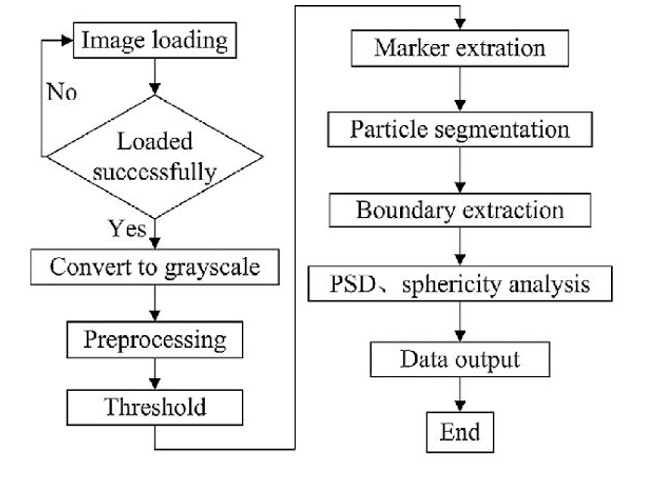 Image loading
No
Loaded
successfully
Yes
Convert to grayscale
Preprocessing
Threshold
Marker extration
Particle segmentation
Boundary extraction
PSD、sphericity analysis
Data output
End